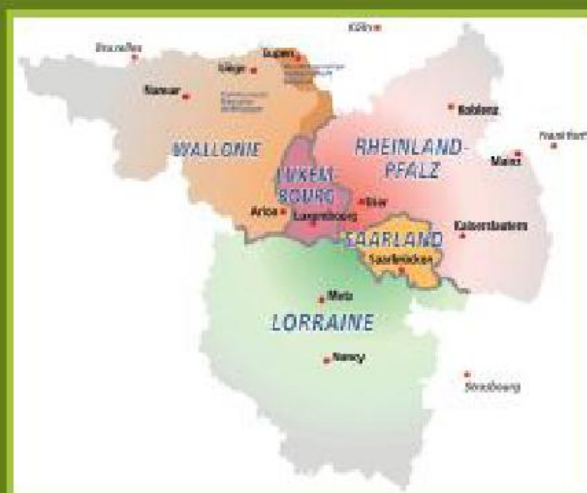 Köln
Bruxelles
Eupen
Liège
Namur
Koblenz
Frankfurt
Mainz
WALLONIE
RHEINLAND-
PFALZ
LUXEM-
BOURG
Trier
Arlon
Luxembourg
Kaiserslautern
SAARLAND
Saarbrücken
Metz
LORRAINE
Nancy
Strasbourg